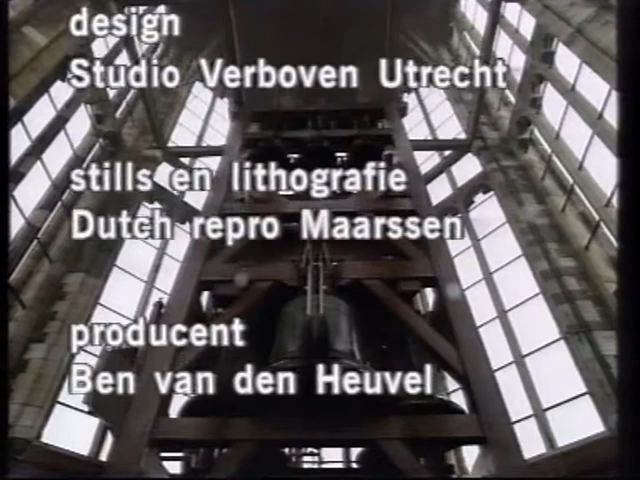 design
Studio Verboven Utrecht
stills en lithografie
Dutch repro Maarssen
producent
Ben van den Heuvel